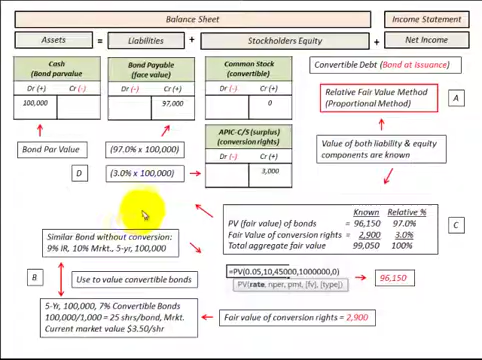 Balance Sheet
Income Statement
Assets
=
Liabilities
+
Stockholders Equity
+
Net Income
Cash
(Bond parvalue
Dr (+) Cr (-)
100,000
Bond Payable
(face value)
Dr (-) Cr (+)
97,000
Common Stock
(convertible)
Dr (-) Cr (+)
0
Convertible Debt (Bond at issuance)
Relative Fair Value Method
(Proportional Method)
A
APIC-C/S (surplus)
(conversion rights)
Dr (-) Cr (+)
3,000
Bond Par Value
(97.0% x 100,000)
Value of both liability & equity
components are known
D
(3.0% x 100,000)
Known Relative %
PV (fair value) of bonds = 96,150 97.0%
Fair Value of conversion rights = 2,900 3.0%
Total aggregate fair value 99,050 100%
C
Similar Bond without conversion:
9% IR, 10% Mrkt., 5-yr, 100,000
B
Use to value convertible bonds
=PV(0.05,10,45000,1000000,0)
PV(rate, nper, pmt, [fv], [type])
96,150
5-Yr, 100,000, 7% Convertible Bonds
100,000/1,000 = 25 shrs/bond, Mrkt.
Current market value $3.50/shr
Fair value of conversion rights = 2,900